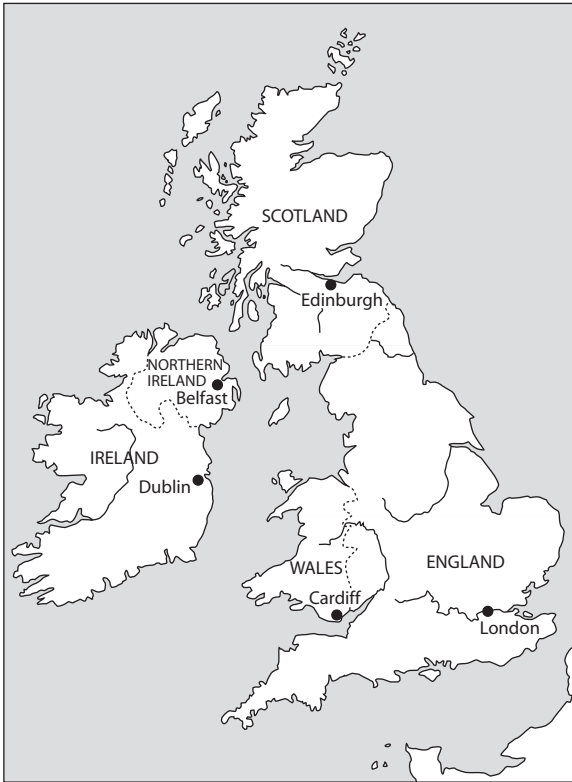 SCOTLAND
Edinburgh
NORTHERN
IRELAND
Belfast
IRELAND
Dublin
WALES
ENGLAND
Cardiff
London